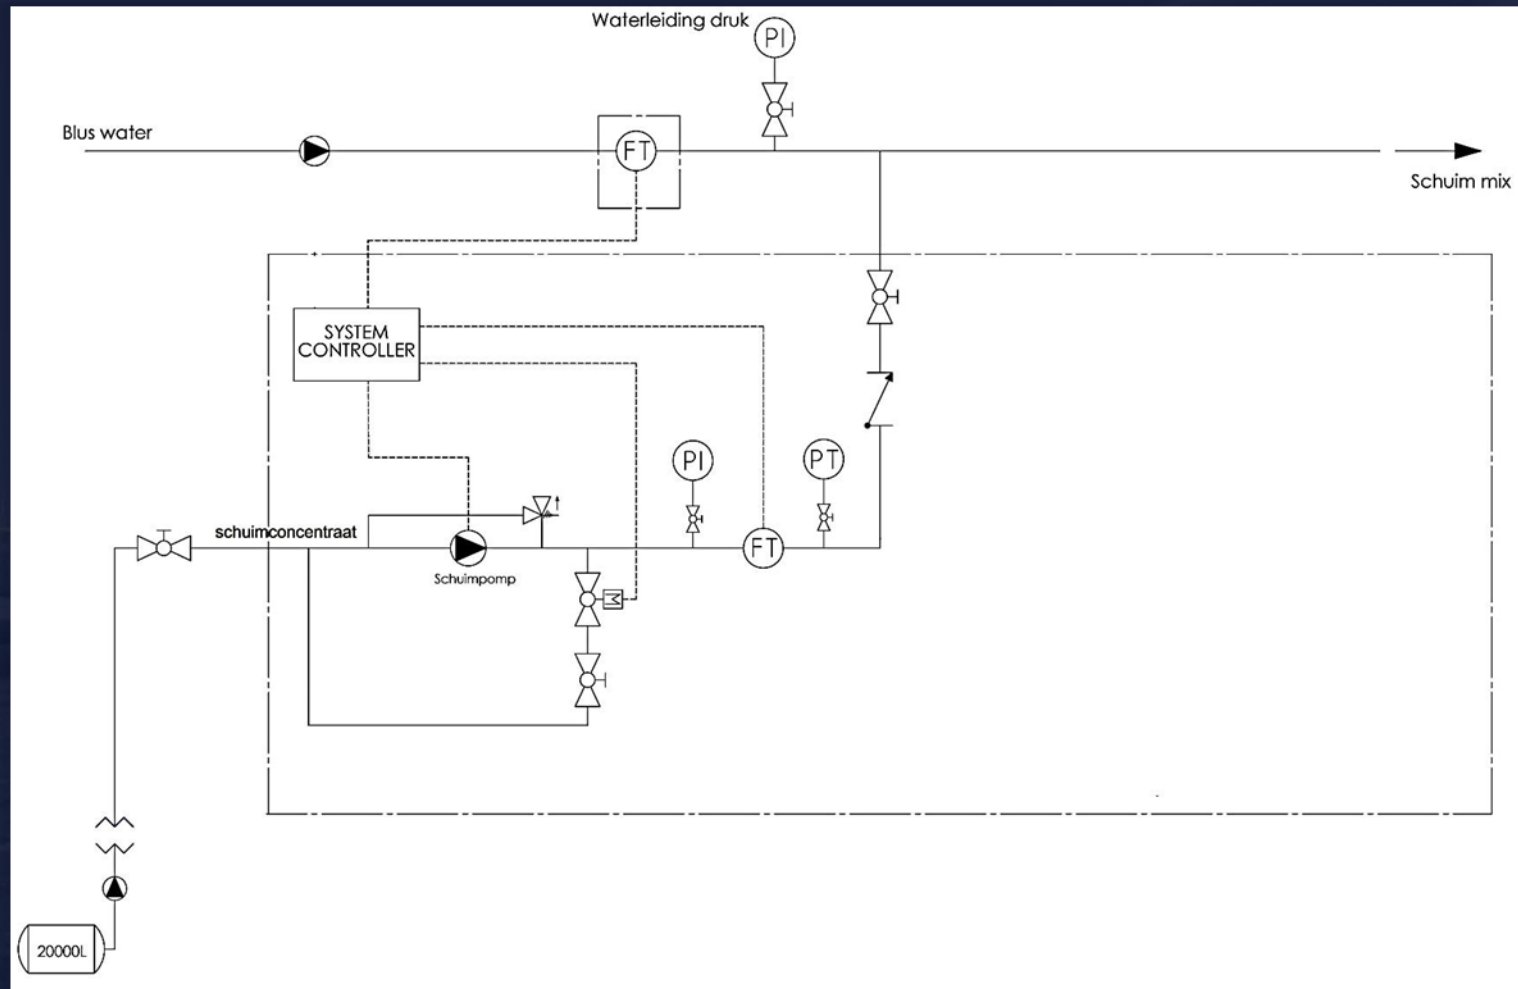 Waterleiding druk
PI
Blus water
FT
Schuim mix
SYSTEM
CONTROLLER
PI
PT
schuimconcentraat
FT
Schuimpomp
M
20000L